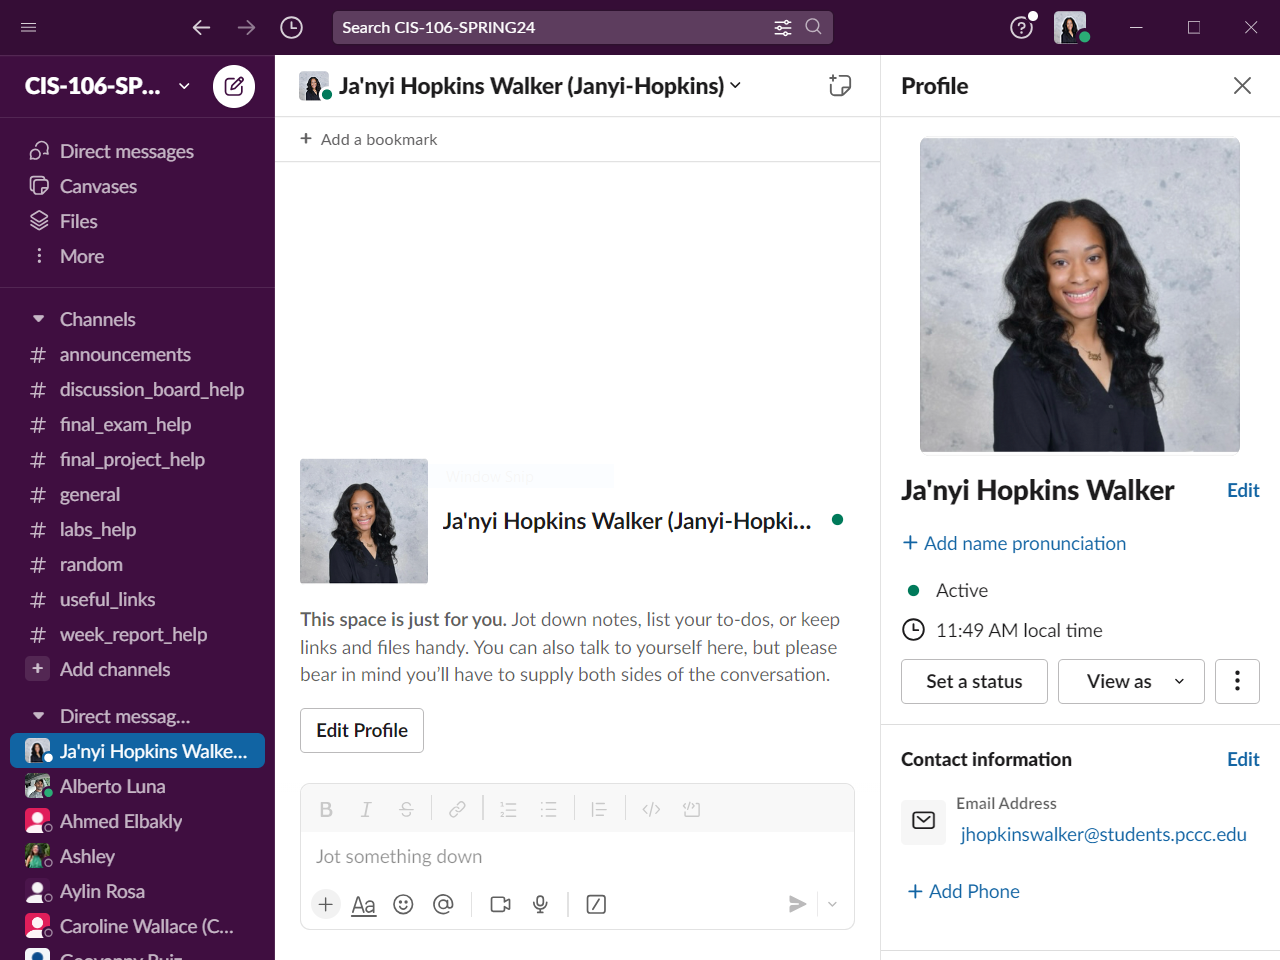 Search CIS-106-SPRING24
CIS-106-SP...
Direct messages
Canvases
Files
More
Channels
announcements
discussion_board_help
final_exam_help
final_project_help
general
labs_help
random
useful_links
week_report_help
Add channels
Direct messag...
Ja'nyi Hopkins Walke...
Alberto Luna
Ahmed Elbakly
Ashley
Aylin Rosa
Caroline Wallace (C...
Ja'nyi Hopkins Walker (Janyi-Hopkins)
+ Add a bookmark
Window Snip
Ja'nyi Hopkins Walker (Janyi-Hopki...
This space is just for you. Jot down notes, list your to-dos, or keep
links and files handy. You can also talk to yourself here, but please
bear in mind you’ll have to supply both sides of the conversation.
Edit Profile
Jot something down
Aa
Profile
Ja'nyi Hopkins Walker
Edit
+ Add name pronunciation
Active
11:49 AM local time
Set a status
View as
Contact information
Edit
Email Address
jhopkinswalker@students.pccc.edu
+ Add Phone